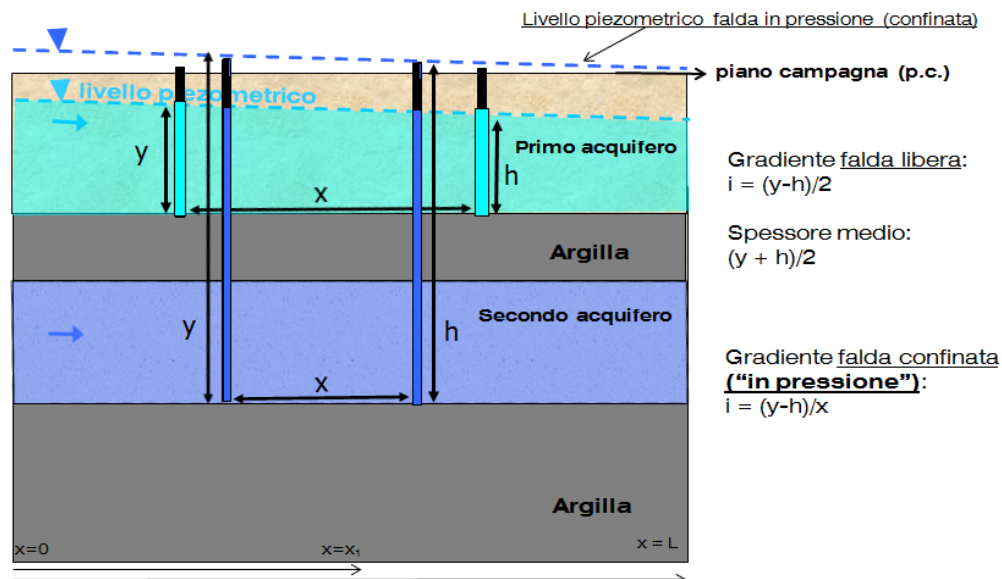 Livello piezometrico falda in pressione (confinata)
piano campagna (p.c.)
livello piezometrico
y
x
Primo acquifero
h
Gradiente falda libera:
i = (y-h)/2
Spessore medio:
(y + h)/2
Argilla
y
x
Secondo acquifero
h
Gradiente falda confinata
("in pressione"):
i = (y-h)/x
Argilla
x=0
x=x₁
x = L